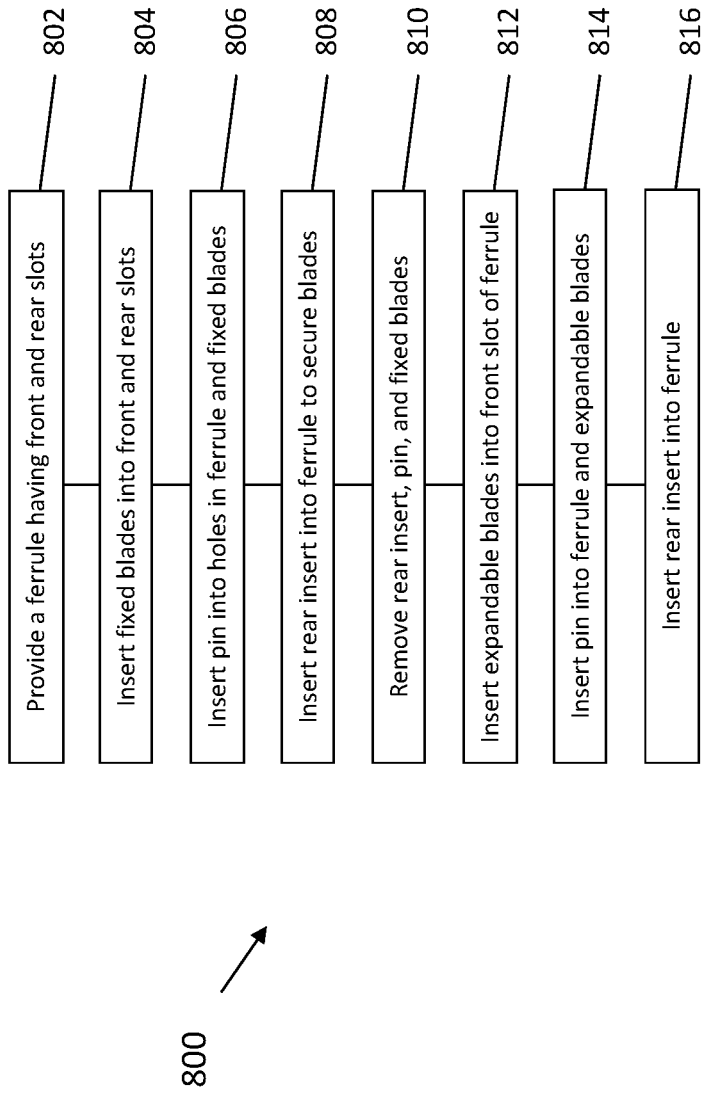 800
Provide a ferrule having front and rear slots
802
Insert fixed blades into front and rear slots
804
Insert pin into holes in ferrule and fixed blades
806
Insert rear insert into ferrule to secure blades
808
Remove rear insert, pin, and fixed blades
810
Insert expandable blades into front slot of ferrule
812
Insert pin into ferrule and expandable blades
814
Insert rear insert into ferrule
816